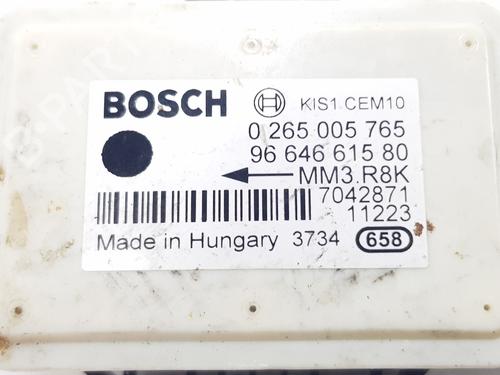 BOSCH KIS1 CEM10
0 265 005 765
96 646 615 80
MM3.R8K
7042871
11223
Made in Hungary 3734 658